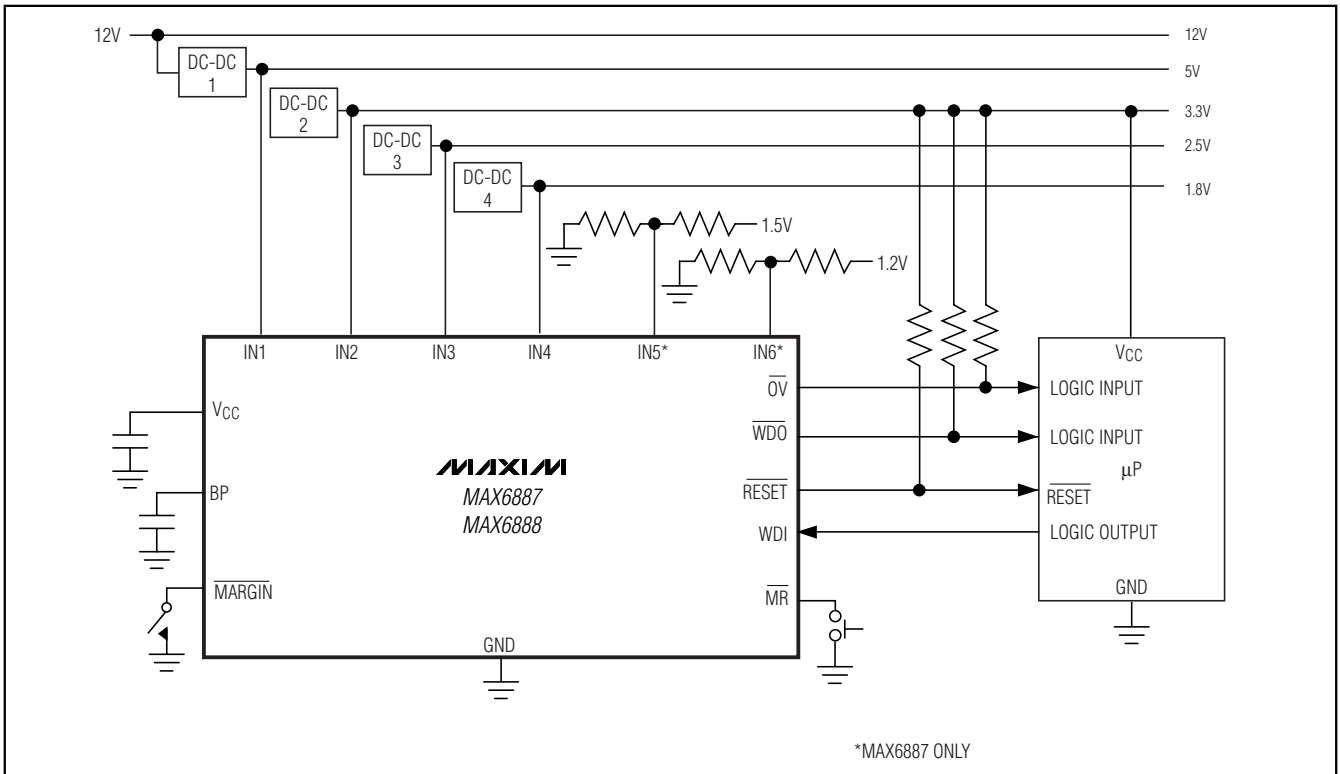 12V
12V
DC-DC
1
5V
DC-DC
2
3.3V
DC-DC
3
2.5V
DC-DC
4
1.8V
1.5V
1.2V
IN1
IN2
IN3
IN4
IN5*
IN6*
VCC
BP
MARGIN
MAXIM
MAX6887
MAX6888
GND
OV
WDO
RESET
WDI
MR
VCC
LOGIC INPUT
LOGIC INPUT
µP
RESET
LOGIC OUTPUT
GND
*MAX6887 ONLY